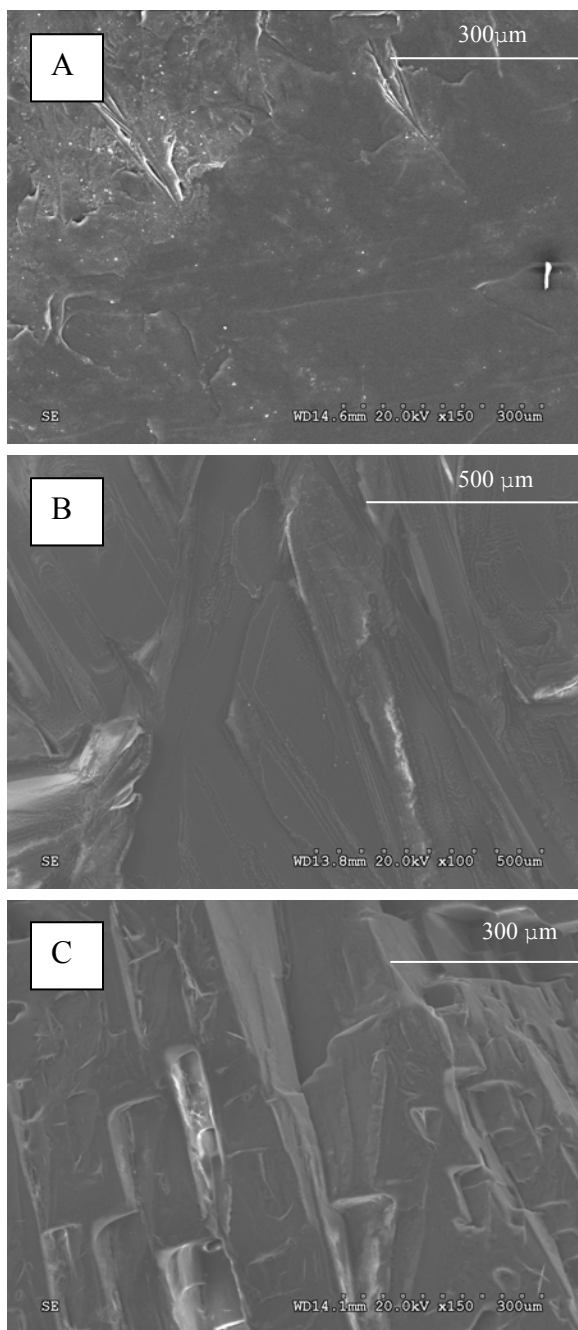 A
300μm
SE
WD14.6mm 20.0kV x150 300um
B
500 μm
SE
WD13.8mm 20.0kV x100 500um
C
300 μm
SE
WD14.1mm 20.0kV x150 300um